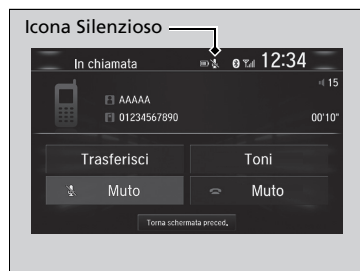 Icona Silenzioso
In chiamata
12:34
15
AAAAA
01234567890
00'10"
Trasferisci
Toni
Muto
Muto
Torna schermata preced.